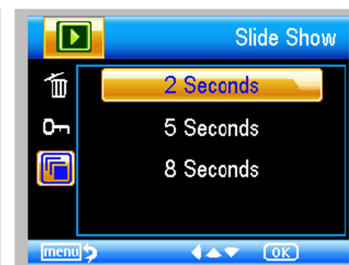 Slide Show
2 Seconds
5 Seconds
8 Seconds
menu OK